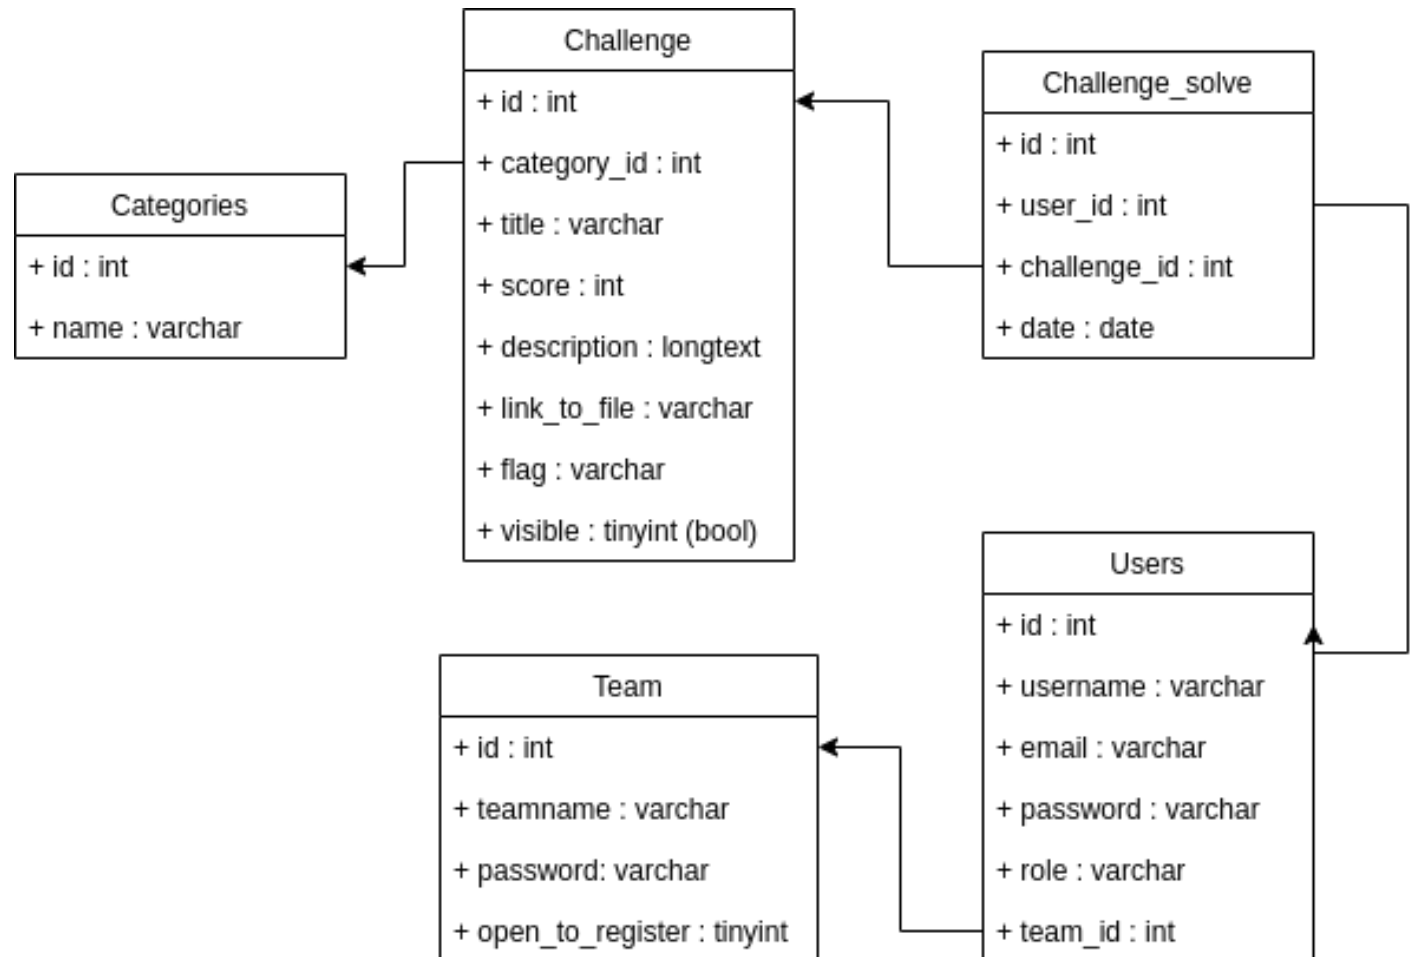 Challenge
+ id : int
+ category_id : int
+ title : varchar
+ score : int
+ description : longtext
+ link_to_file : varchar
+ flag : varchar
+ visible : tinyint (bool)
Challenge_solve
+ id : int
+ user_id : int
+ challenge_id : int
+ date : date
Categories
+ id : int
+ name : varchar
Users
+ id : int
+ username : varchar
+ email : varchar
+ password : varchar
+ role : varchar
+ team_id : int
Team
+ id : int
+ teamname : varchar
+ password: varchar
+ open_to_register : tinyint